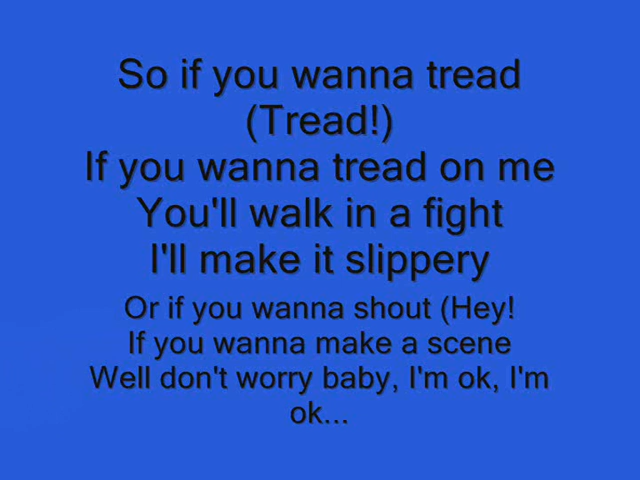 So if you wanna tread
(Tread!)
If you wanna tread on me
You'll walk in a fight
I'll make it slippery
Or if you wanna shout (Hey!
If you wanna make a scene
Well don't worry baby, I'm ok, I'm
ok...